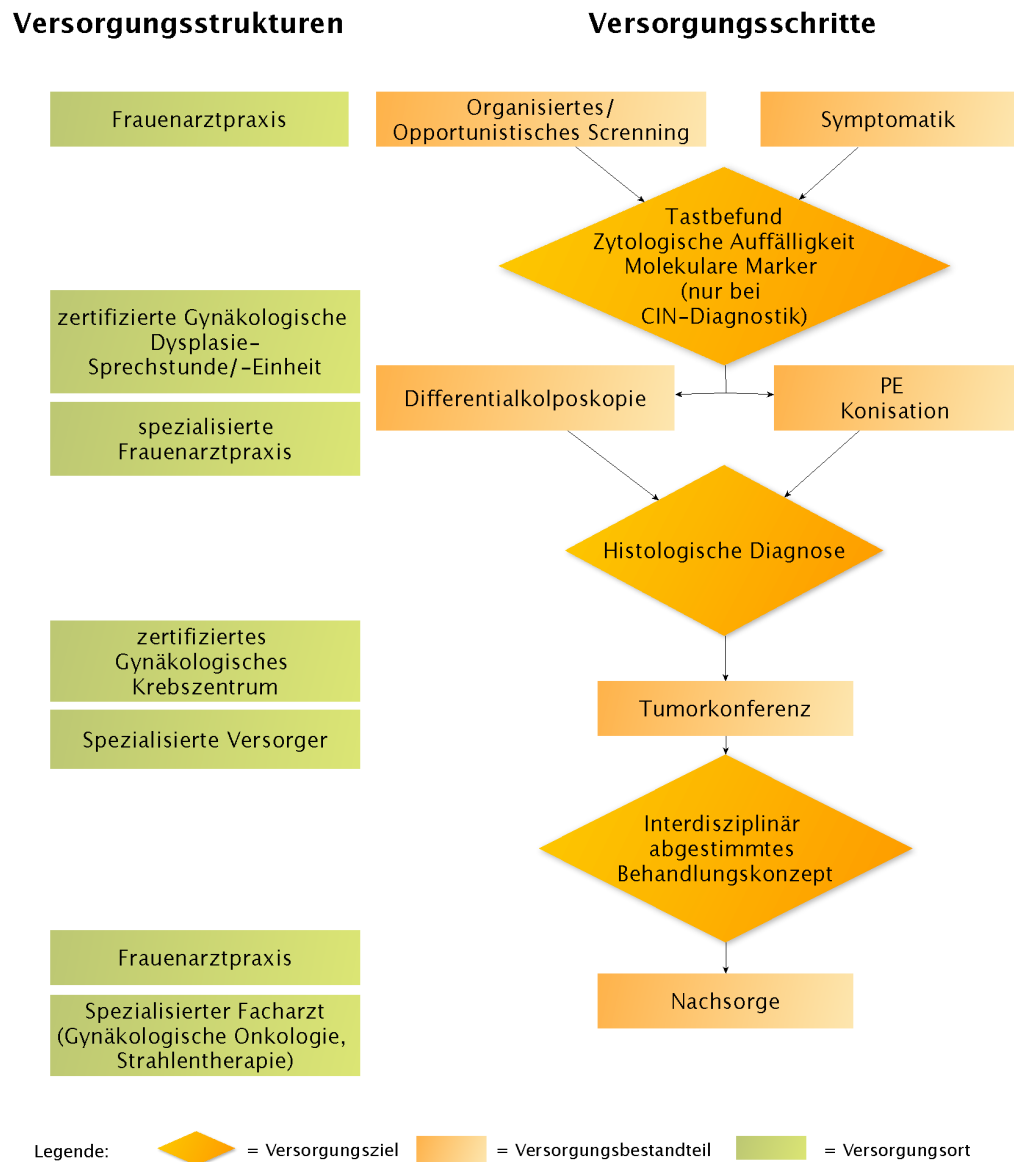 Versorgungsstrukturen
Versorgungsschritte
Frauenarztpraxis
Organisiertes/
Opportunistisches Screnning
Symptomatik
Tastbefund
Zytologische Auffälligkeit
Molekulare Marker
(nur bei
CIN-Diagnostik)
zertifizierte Gynäkologische
Dysplasie-
Sprechstunde/-Einheit
spezialisierte
Frauenarztpraxis
Differentialkolposkopie
PE
Konisation
Histologische Diagnose
zertifiziertes
Gynäkologisches
Krebszentrum
Spezialisierte Versorger
Tumorkonferenz
Interdisziplinär
abgestimmtes
Behandlungskonzept
Frauenarztpraxis
Spezialisierter Facharzt
(Gynäkologische Onkologie,
Strahlentherapie)
Nachsorge
Legende:
= Versorgungsziel
= Versorgungsbestandteil
= Versorgungsort